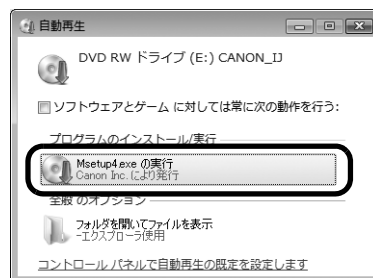 自動再生
DVD RW ドライブ (E:) CANON_IJ
ソフトウェアとゲーム に対しては常に次の動作を行う:
プログラムのインストール/実行
Msetup4.exe の実行
Canon Inc. により発行
全般 のオプション
フォルダを開いてファイルを表示
-エクスプローラ使用
コントロール パネルで自動再生の既定を設定します